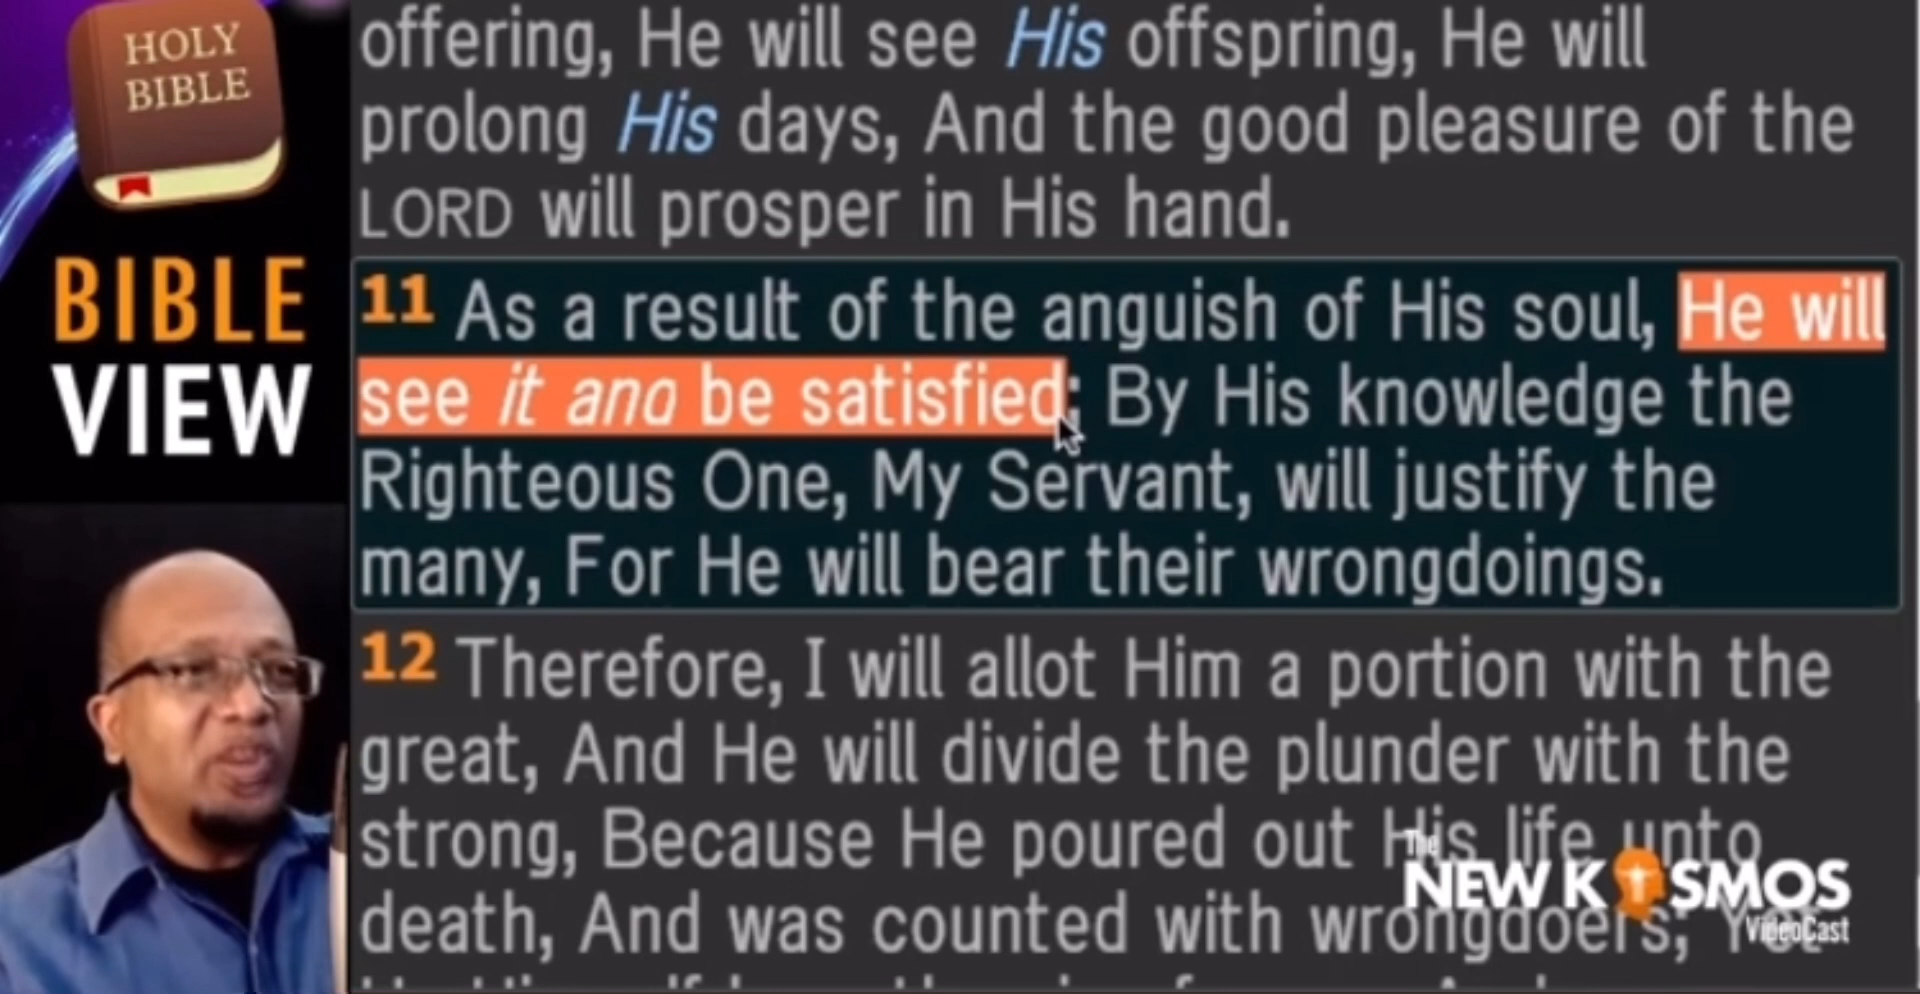 HOLY
BIBLE
BIBLE
VIEW
offering, He will see His offspring, He will
prolong His days, And the good pleasure of the
LORD will prosper in His hand.
11 As a result of the anguish of His soul, He will
see it and be satisfied; By His knowledge the
Righteous One, My Servant, will justify the
many, For He will bear their wrongdoings.
12 Therefore, I will allot Him a portion with the
great, And He will divide the plunder with the
strong, Because He poured out His life unto
death, And was counted with wrongdoers; Yet
The
NEW KOSMOS
VideoCast